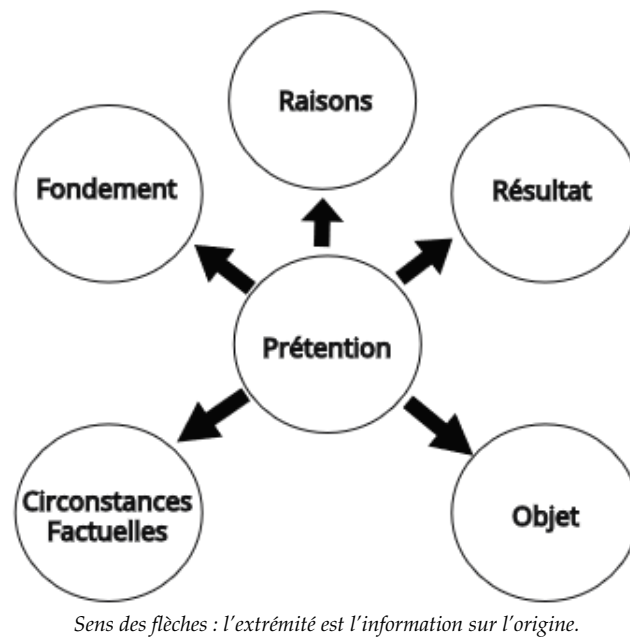 Raisons
Fondement
Résultat
Prétention
Circonstances
Factuelles
Objet
Sens des flèches : l'extrémité est l'information sur l'origine.